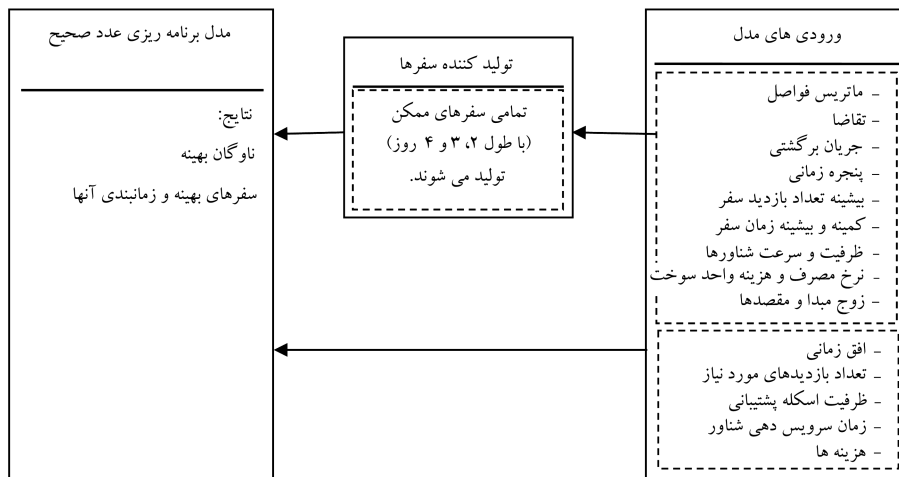 ورودی های مدل
- ماتریس فواصل
- تقاضا
- جریان برگشتی
- پنجره زمانی
- بیشینه تعداد بازدید سفر
- کمینه و بیشینه زمان سفر
- ظرفیت و سرعت شناورها
- نرخ مصرف و هزینه واحد سوخت
- زوج مبدا و مقصدها
- افق زمانی
- تعداد بازدیدهای مورد نیاز
- ظرفیت اسکله پشتیبانی
- زمان سرویس دهی شناور
- هزینه ها
تولید کننده سفرها
تمامی سفرهای ممکن
(با طول ۲، ۳ و ۴ روز)
تولید می شوند.
مدل برنامه ریزی عدد صحیح
نتایج:
ناوگان بهینه
سفرهای بهینه و زمانبندی آنها